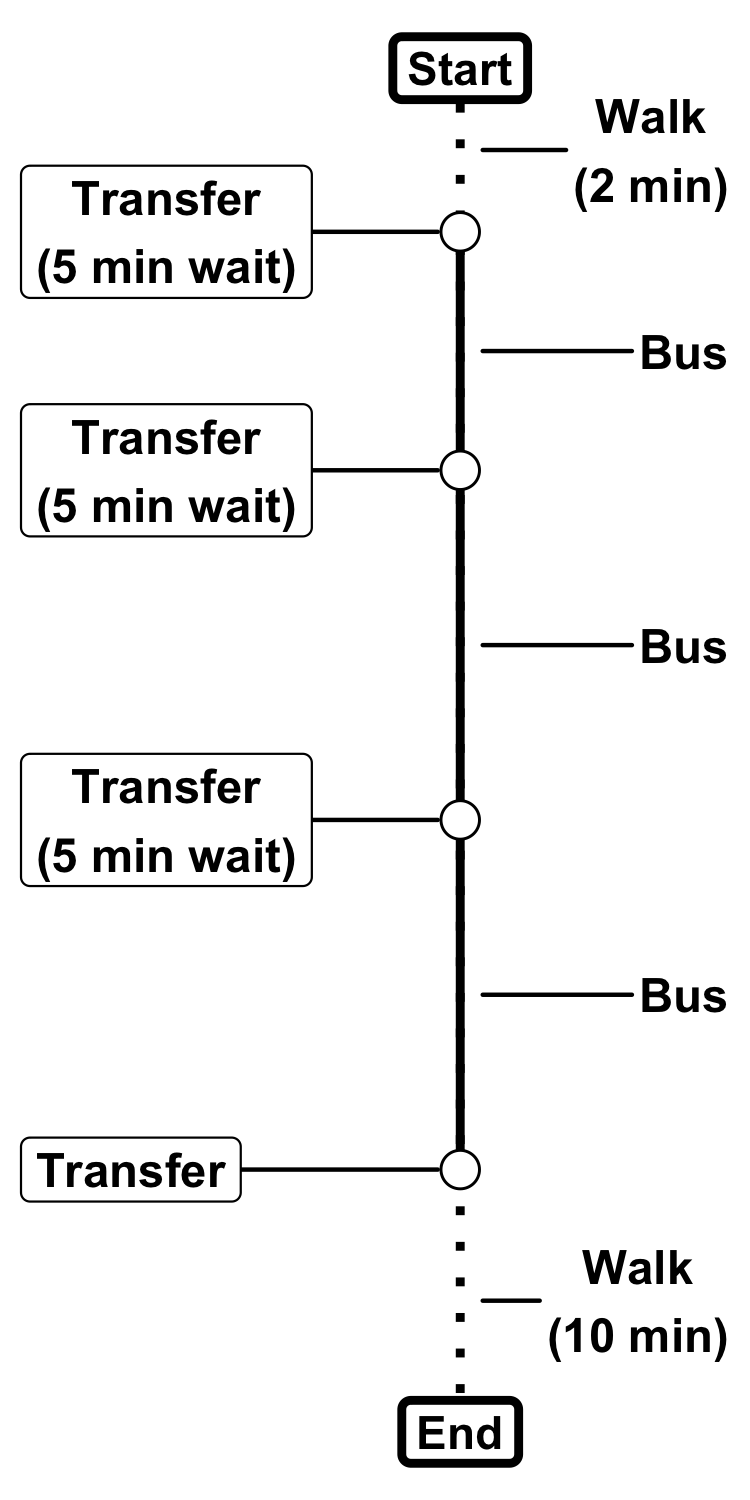 Start
Walk
(2 min)
Transfer
(5 min wait)
Bus
Transfer
(5 min wait)
Bus
Transfer
(5 min wait)
Bus
Transfer
Walk
(10 min)
End